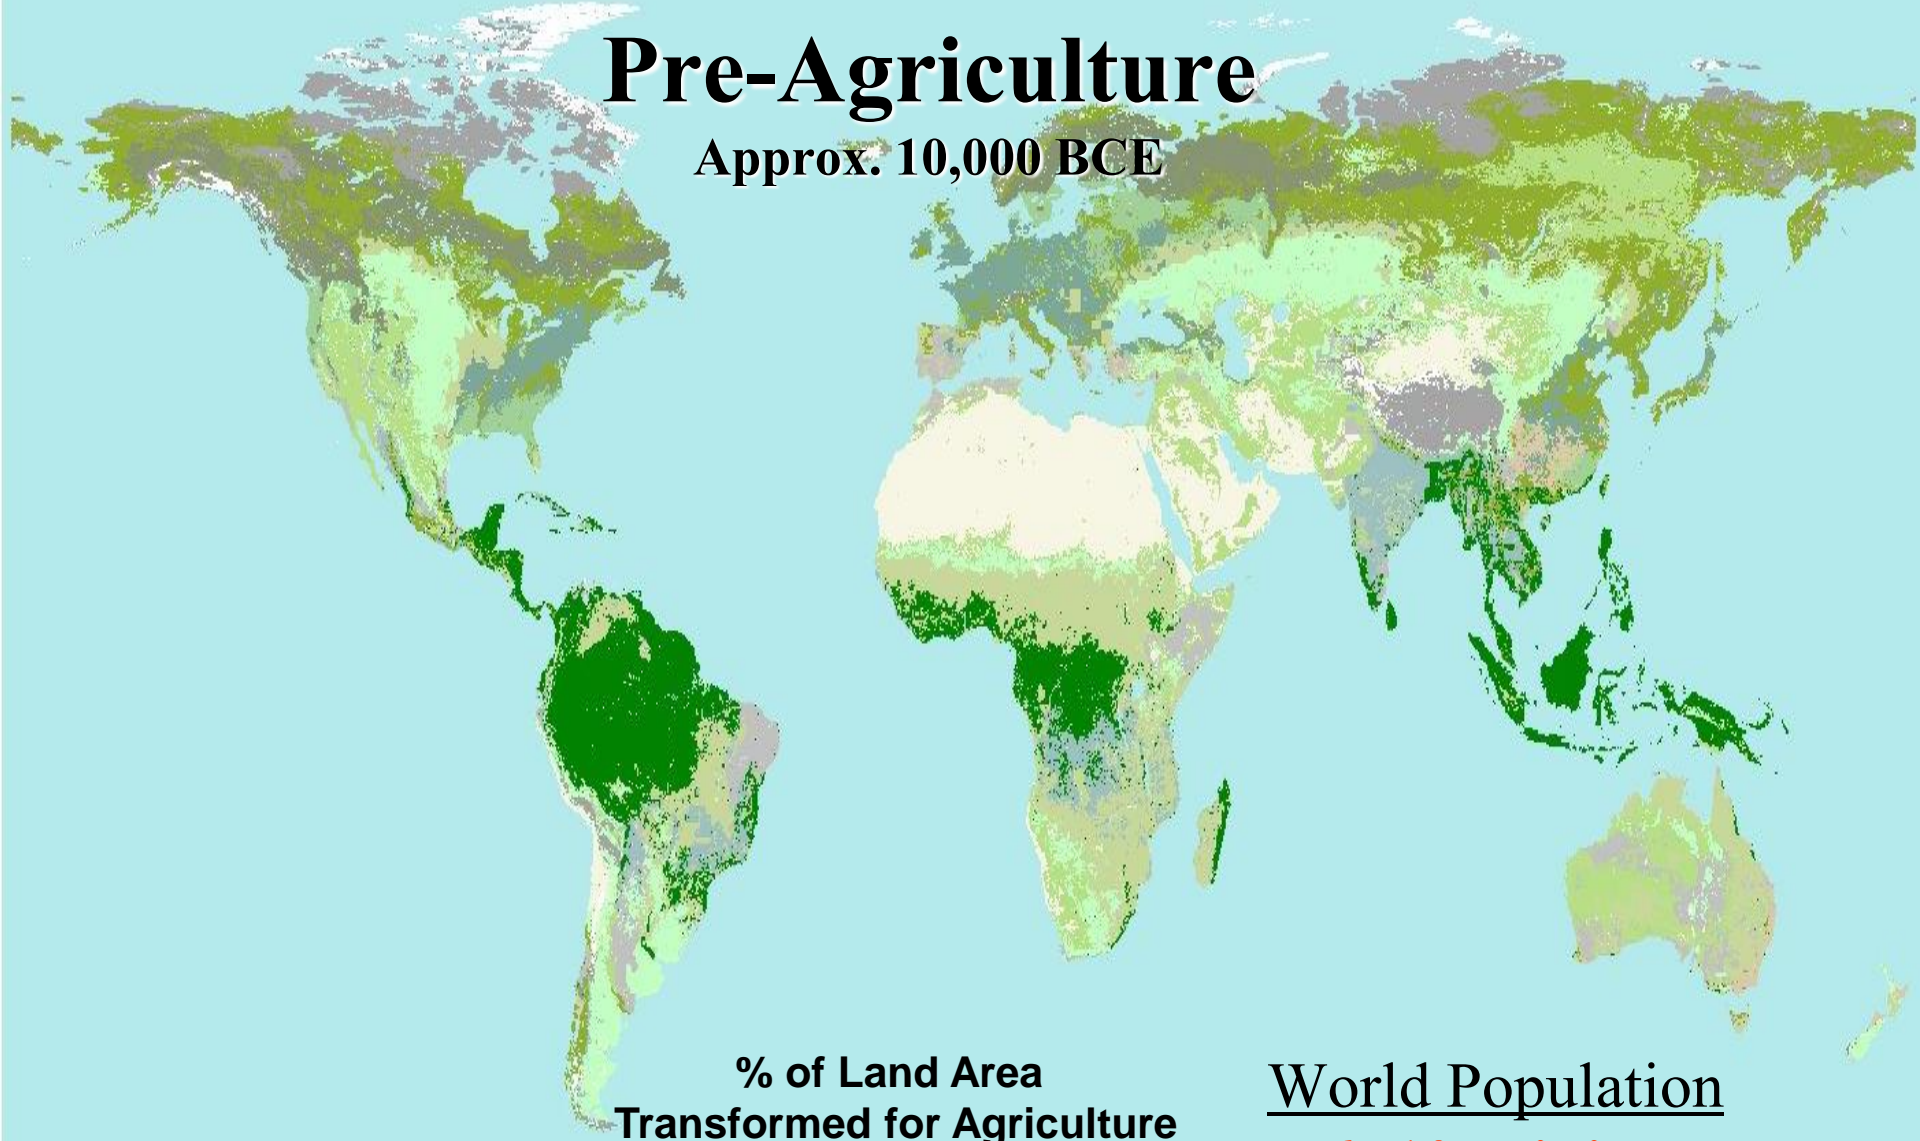 Pre-Agriculture
Approx. 10,000 BCE
% of Land Area
Transformed for Agriculture
World Population